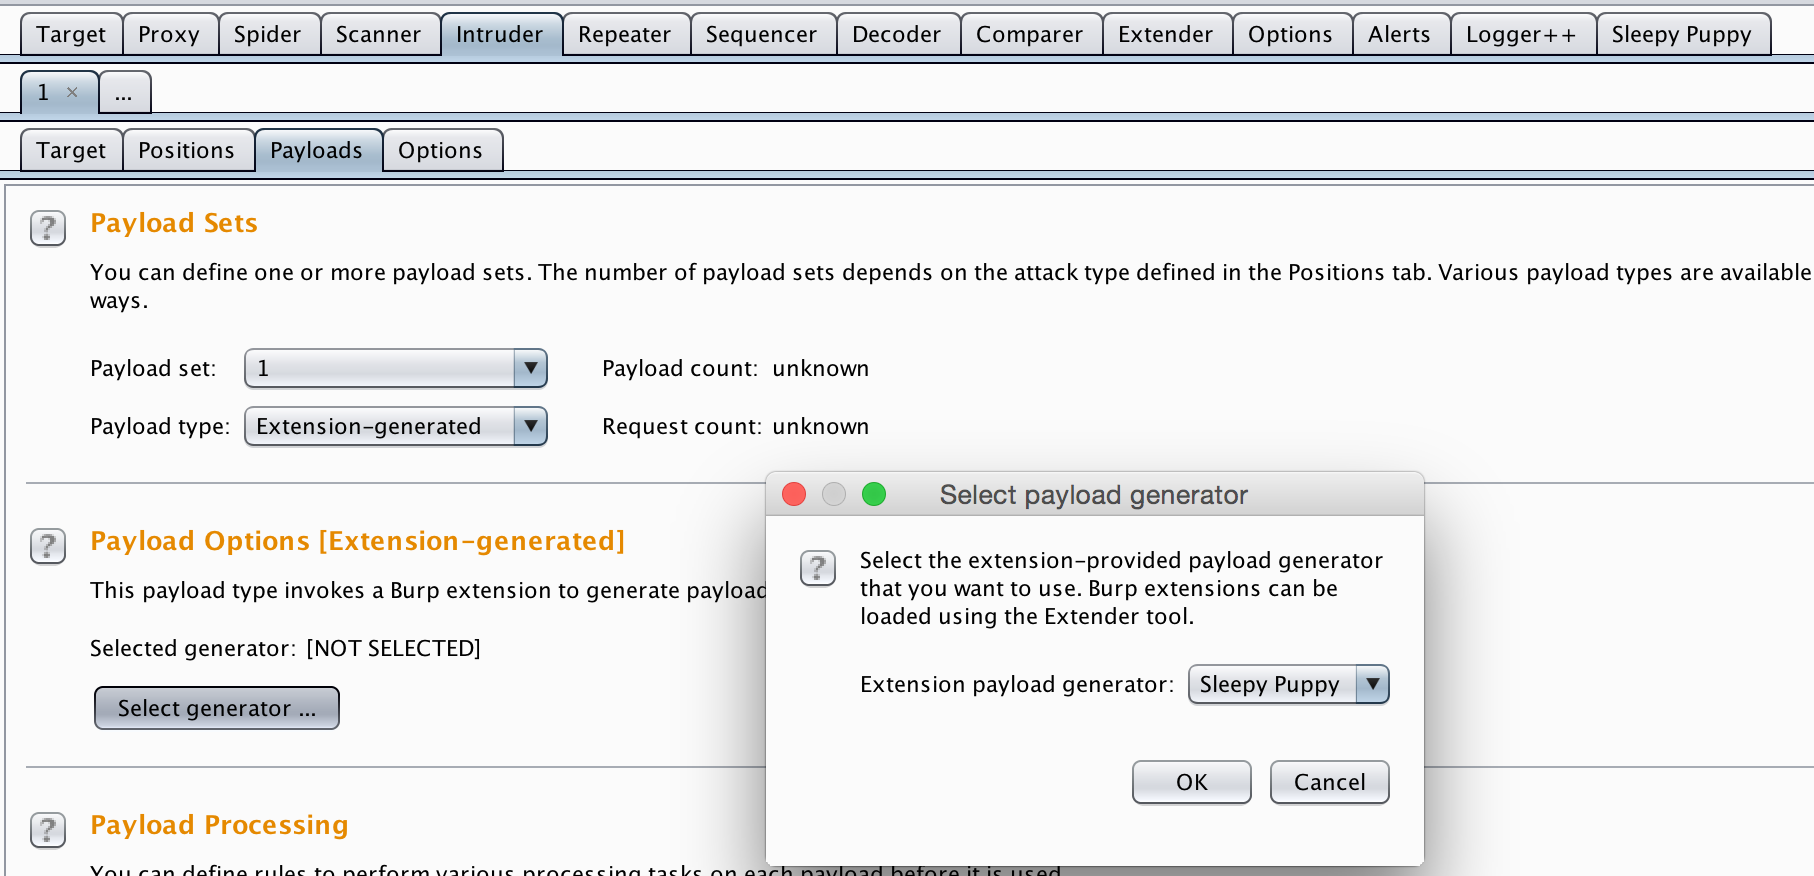 Target Proxy Spider Scanner Intruder Repeater Sequencer Decoder Comparer Extender Options Alerts Logger++ Sleepy Puppy
1 × ...
Target Positions Payloads Options
? Payload Sets
You can define one or more payload sets. The number of payload sets depends on the attack type defined in the Positions tab. Various payload types are available
ways.
Payload set: 1 Payload count: unknown
Payload type: Extension-generated Request count: unknown
? Payload Options [Extension-generated]
This payload type invokes a Burp extension to generate payload
Selected generator: [NOT SELECTED]
Select generator ...
? Payload Processing
You can define rules to perform various processing tasks on each payload before it is used.
Select payload generator
? Select the extension-provided payload generator
that you want to use. Burp extensions can be
loaded using the Extender tool.
Extension payload generator: Sleepy Puppy
OK Cancel